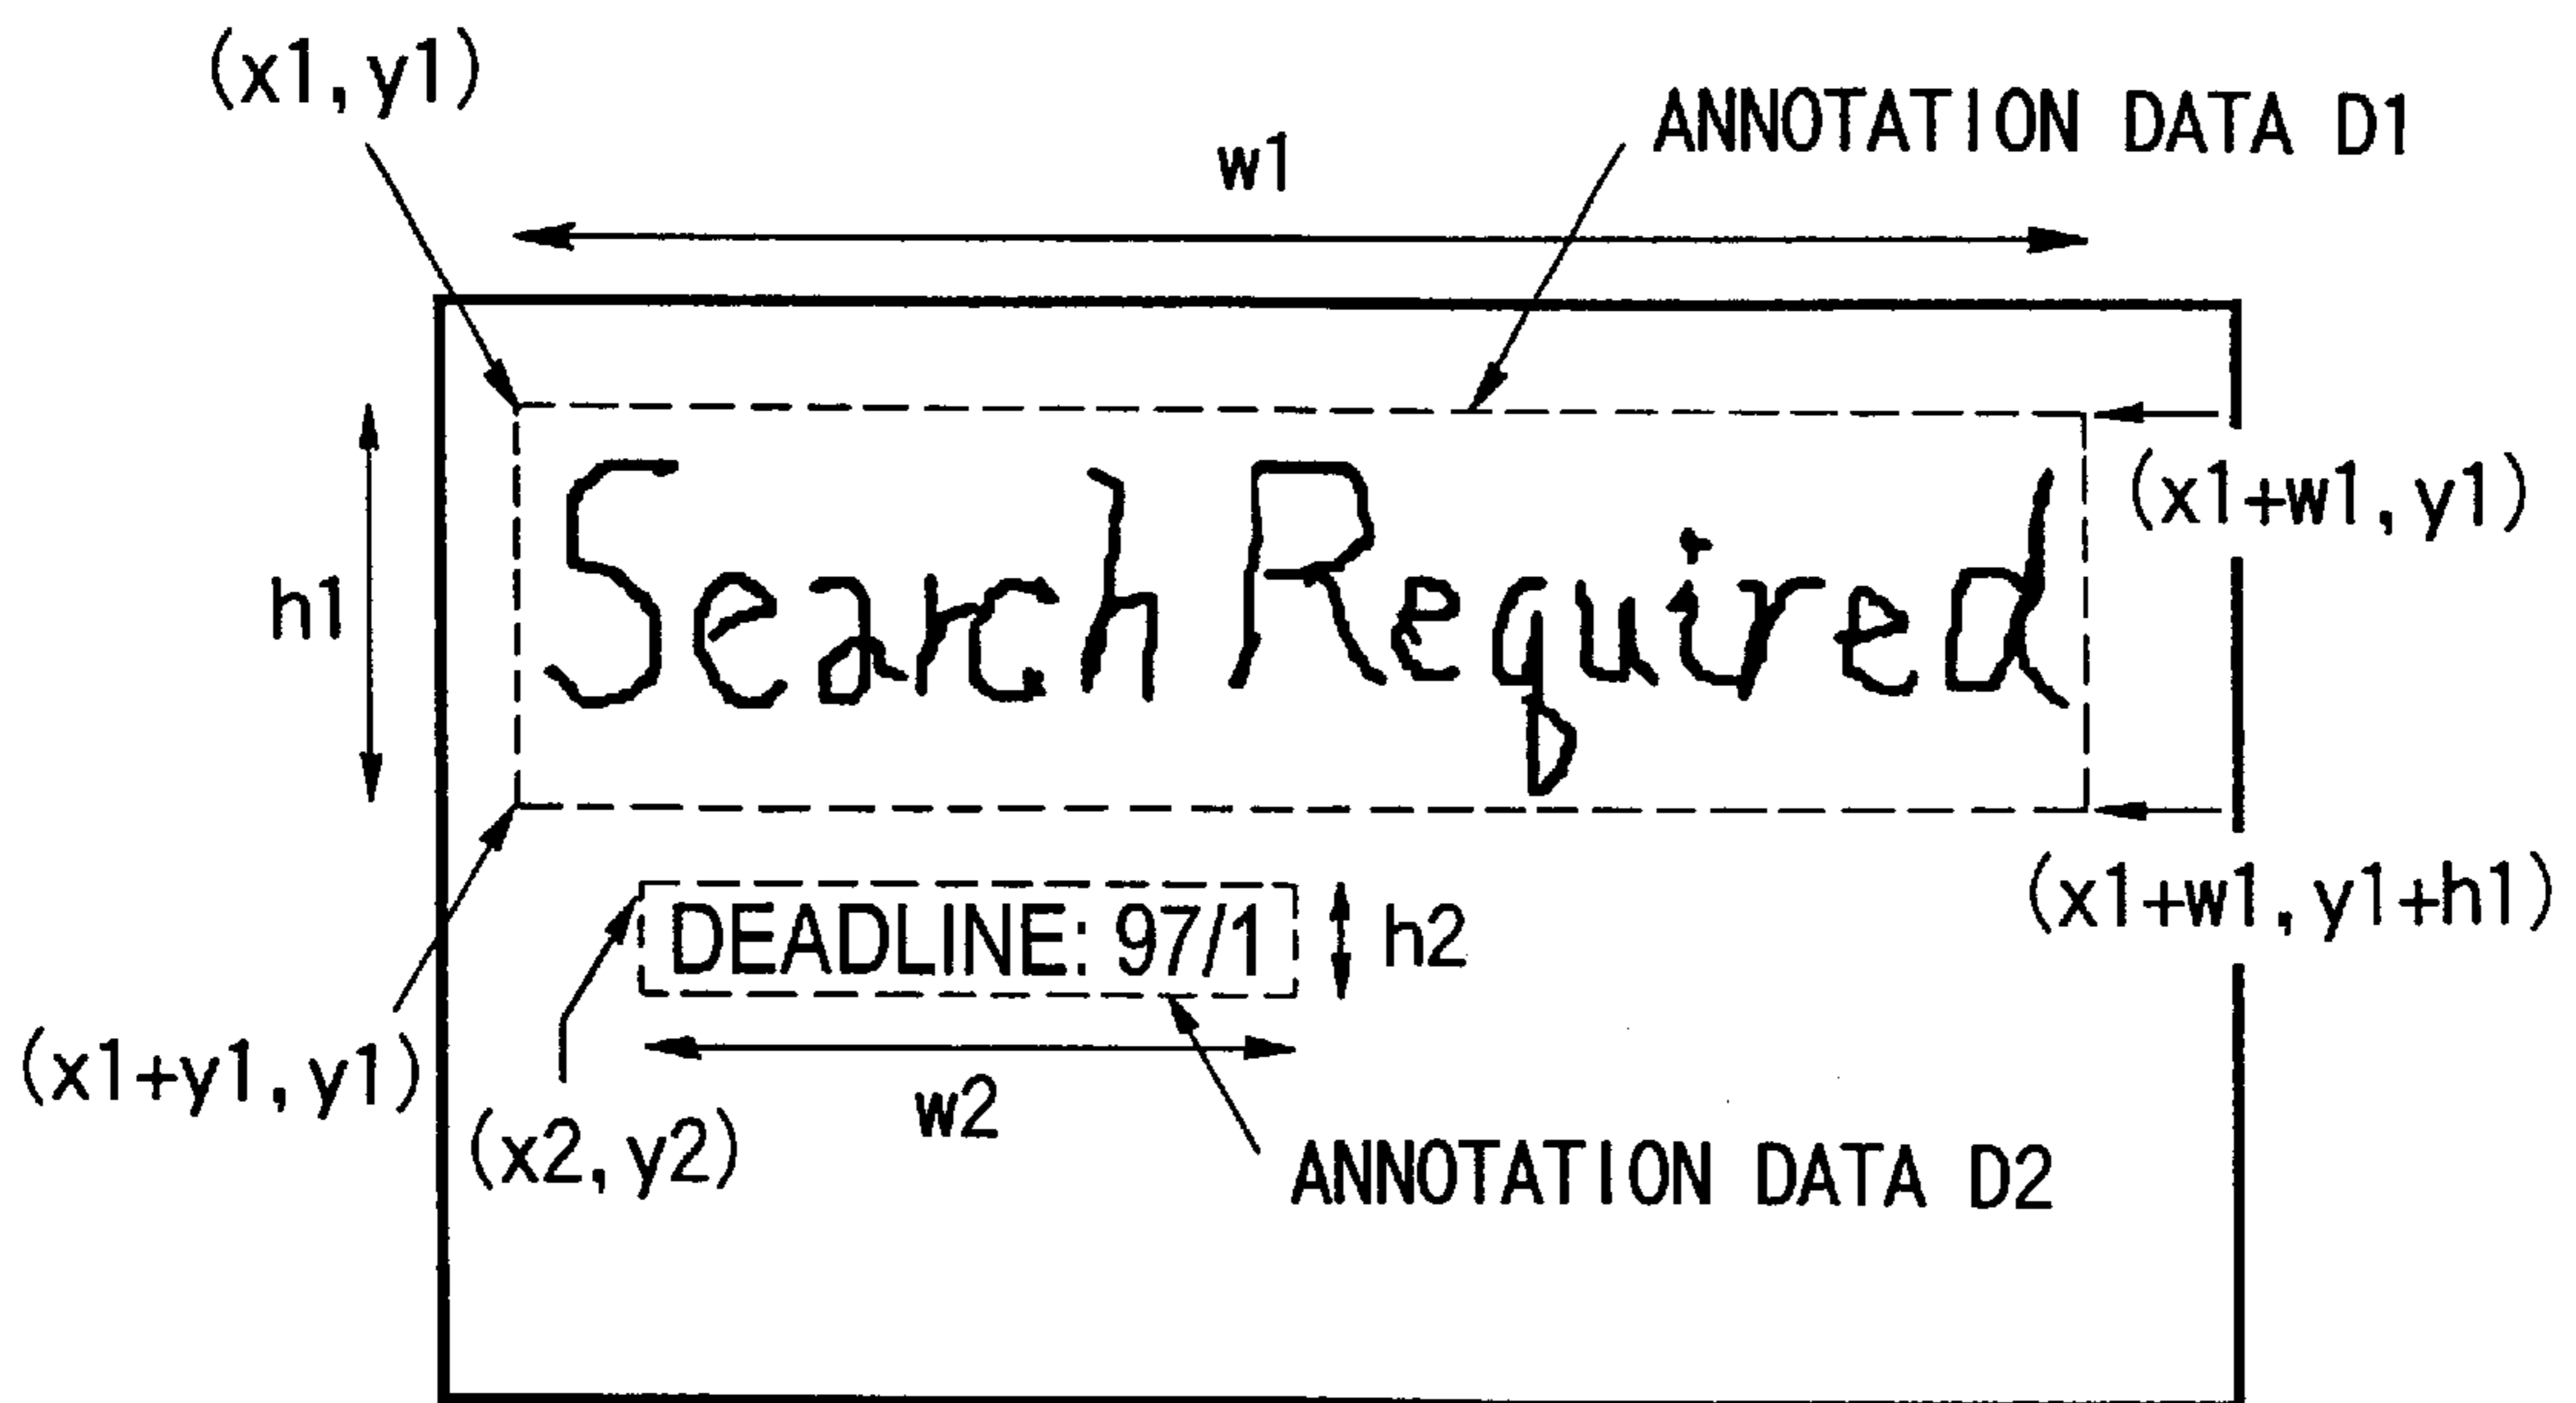 (x1, y1)
ANNOTATION DATA D1
w1
h1
Search Required
(x1+w1, y1)
DEADLINE: 97/1
h2
(x1+w1, y1+h1)
(x1+y1, y1)
w2
(x2, y2)
ANNOTATION DATA D2